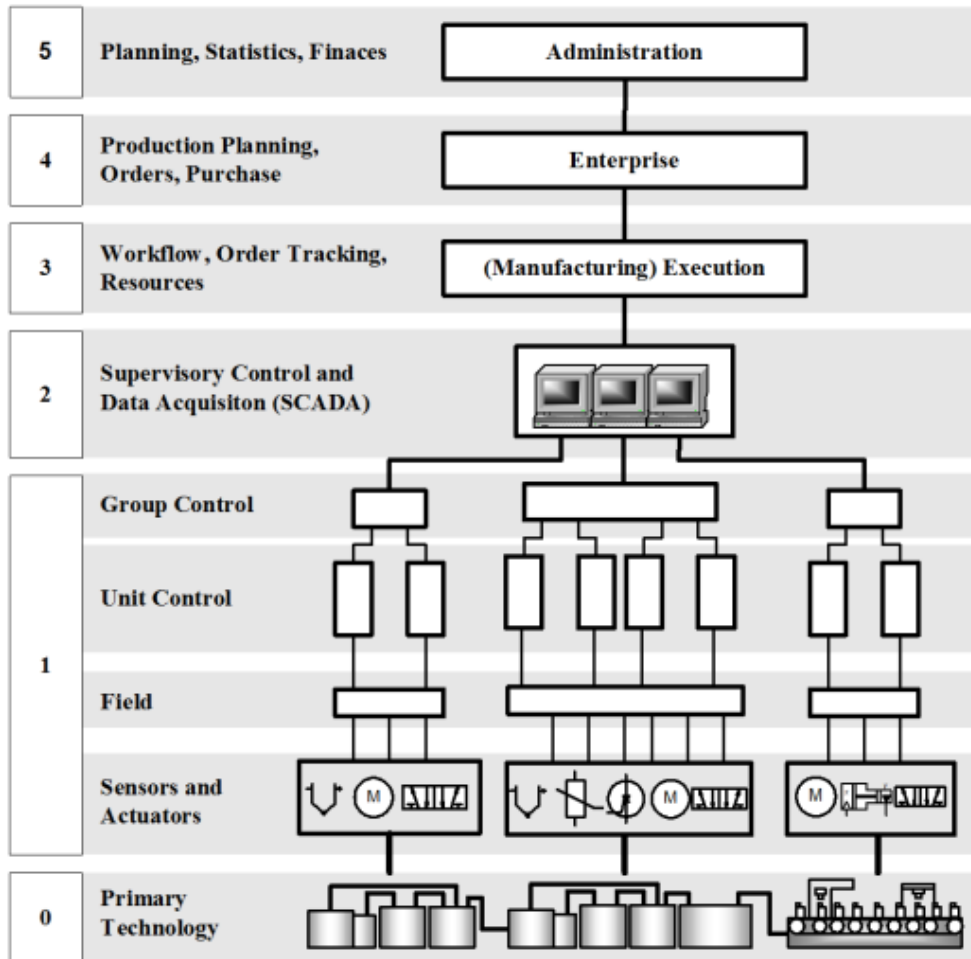 5
Planning, Statistics, Finaces
Administration
4
Production Planning,
Orders, Purchase
Enterprise
3
Workflow, Order Tracking,
Resources
(Manufacturing) Execution
2
Supervisory Control and
Data Acquisiton (SCADA)
1
Group Control
Unit Control
Field
Sensors and
Actuators
M
M
M
0
Primary
Technology